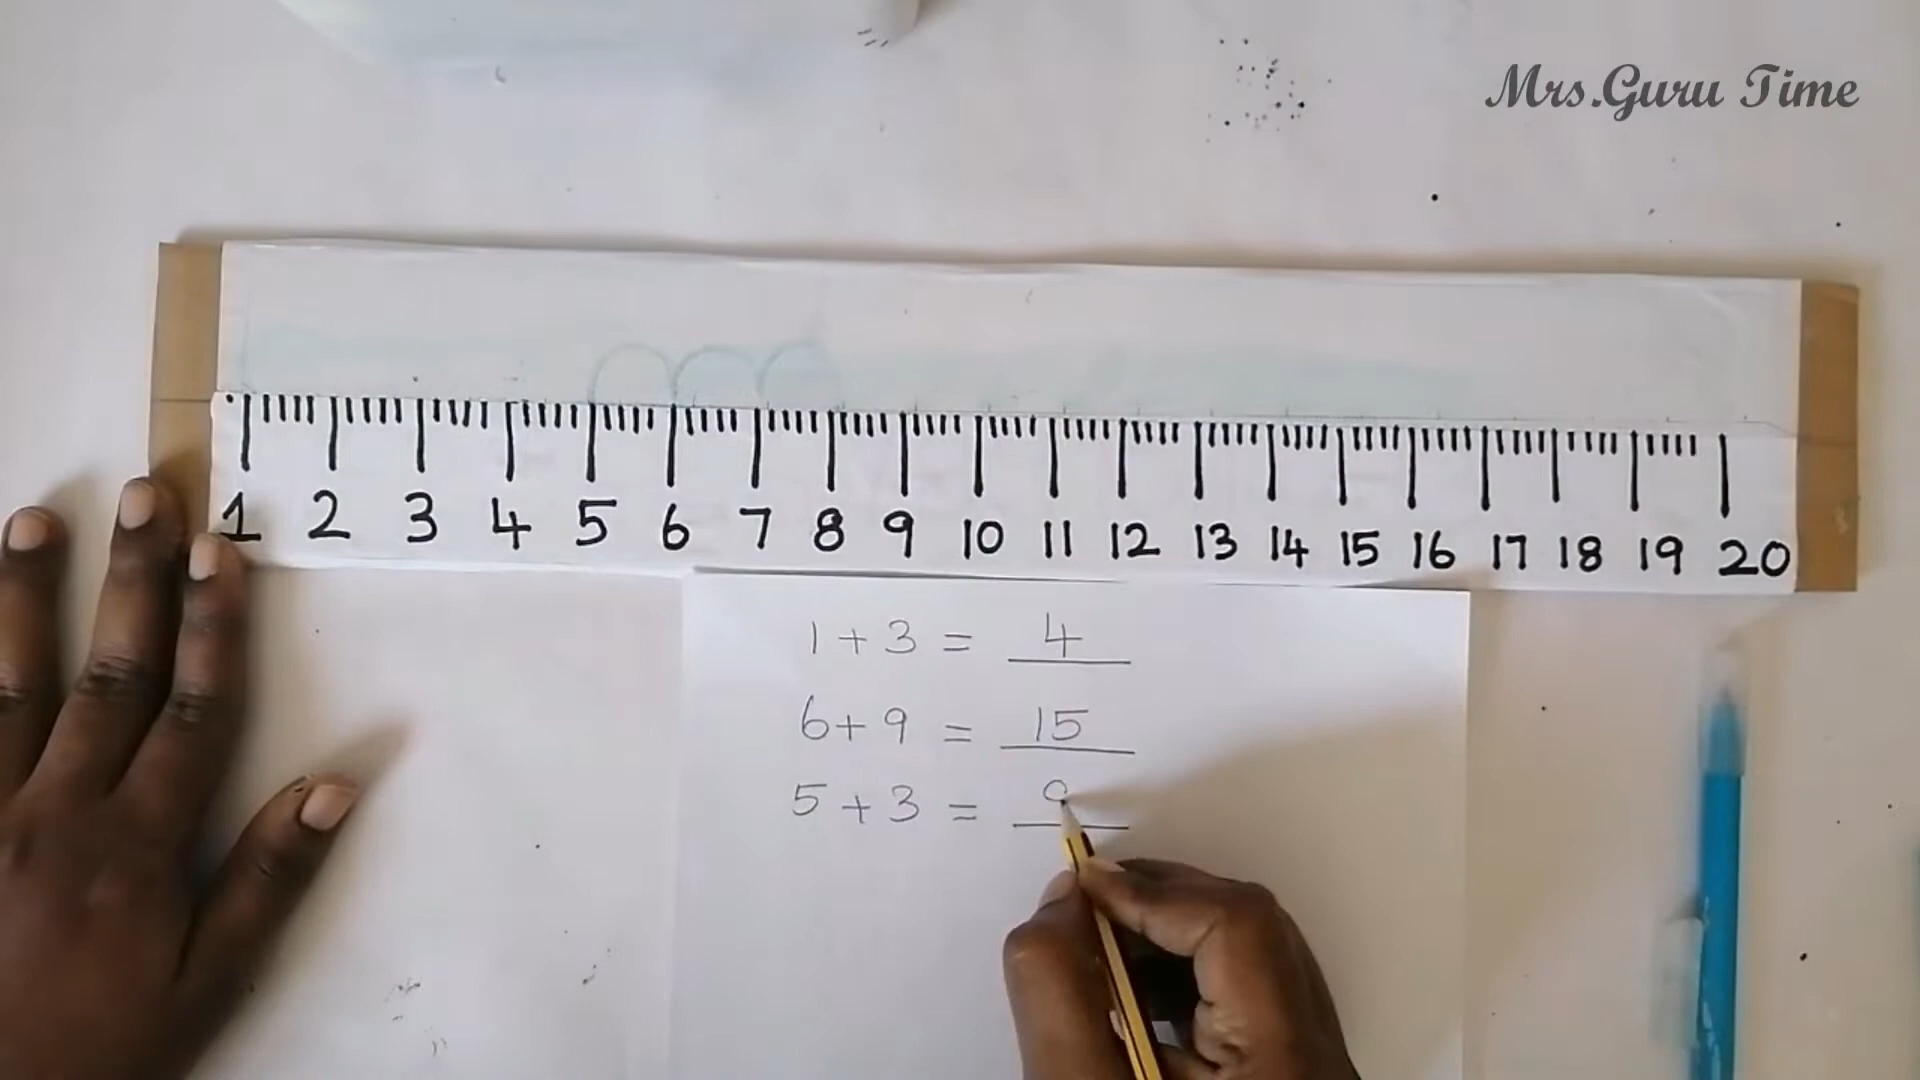 Mrs.Guru Time
1 2 3 4 5 6 7 8 9 10 11 12 13 14 15 16 17 18 19 20
1 + 3 = 4
6 + 9 = 15
5 + 3 =